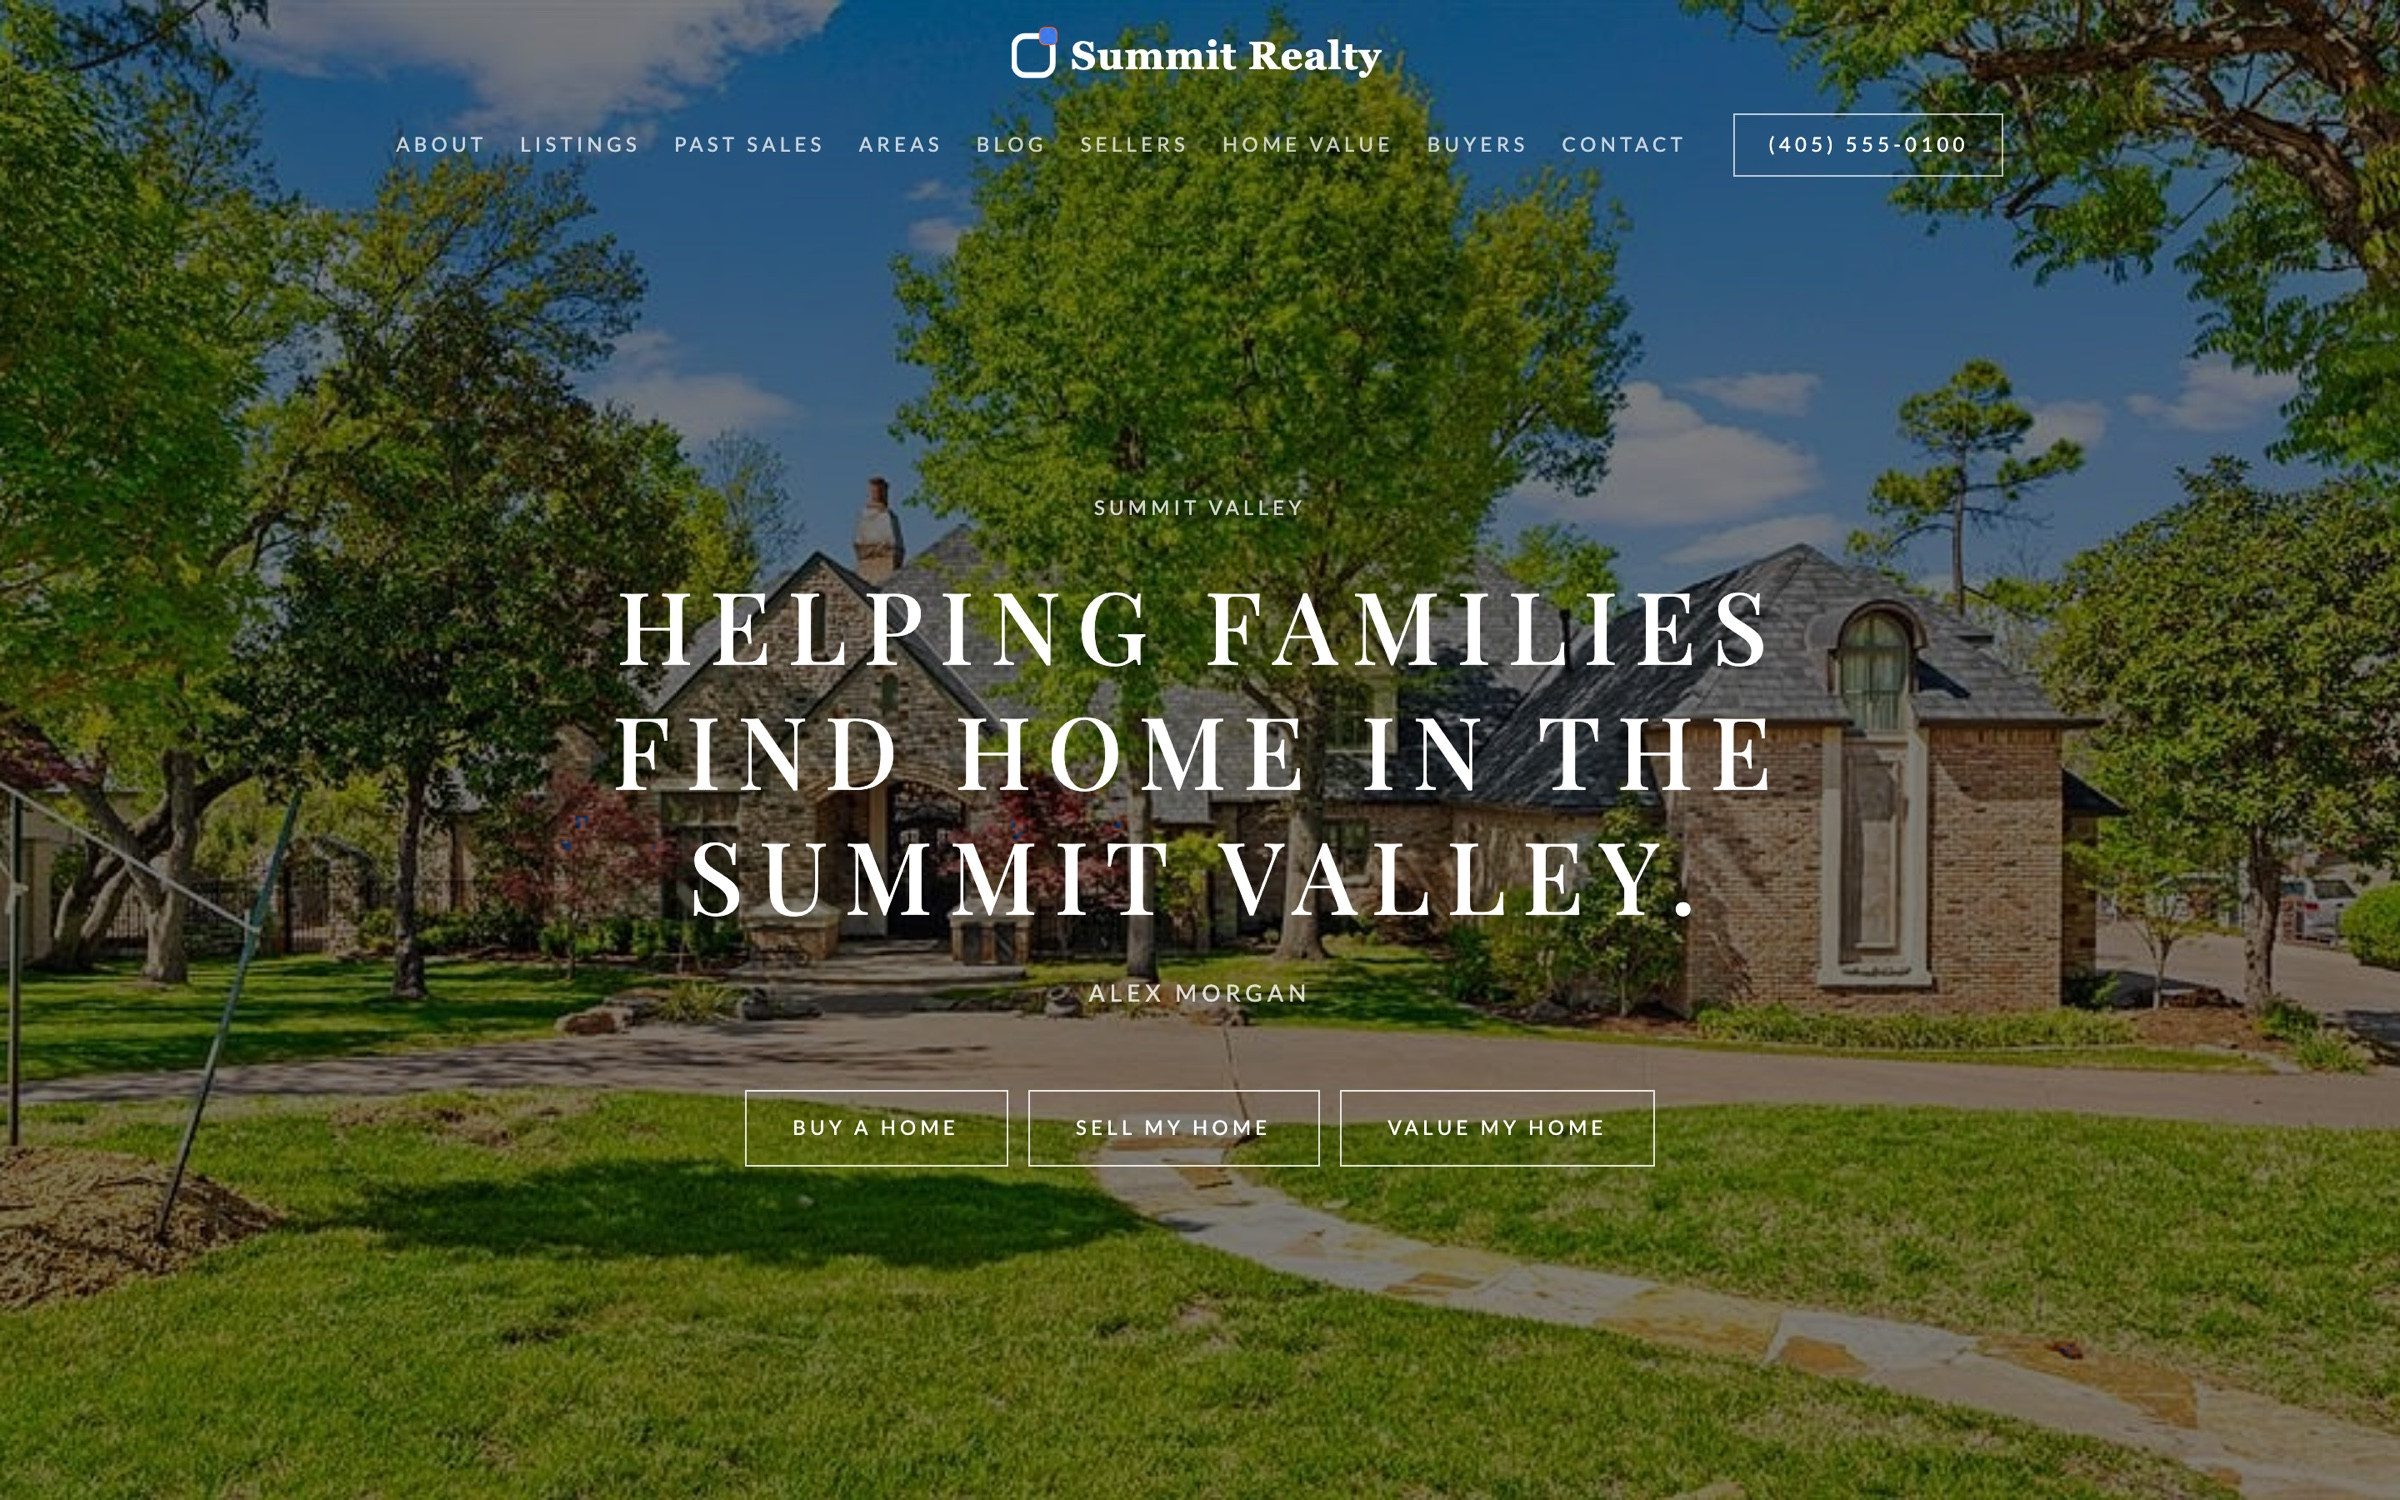 Summit Realty
ABOUT LISTINGS PAST SALES AREAS BLOG SELLERS HOME VALUE BUYERS CONTACT (405) 555-0100
SUMMIT VALLEY
HELPING FAMILIES
FIND HOME IN THE
SUMMIT VALLEY.
ALEX MORGAN
BUY A HOME SELL MY HOME VALUE MY HOME